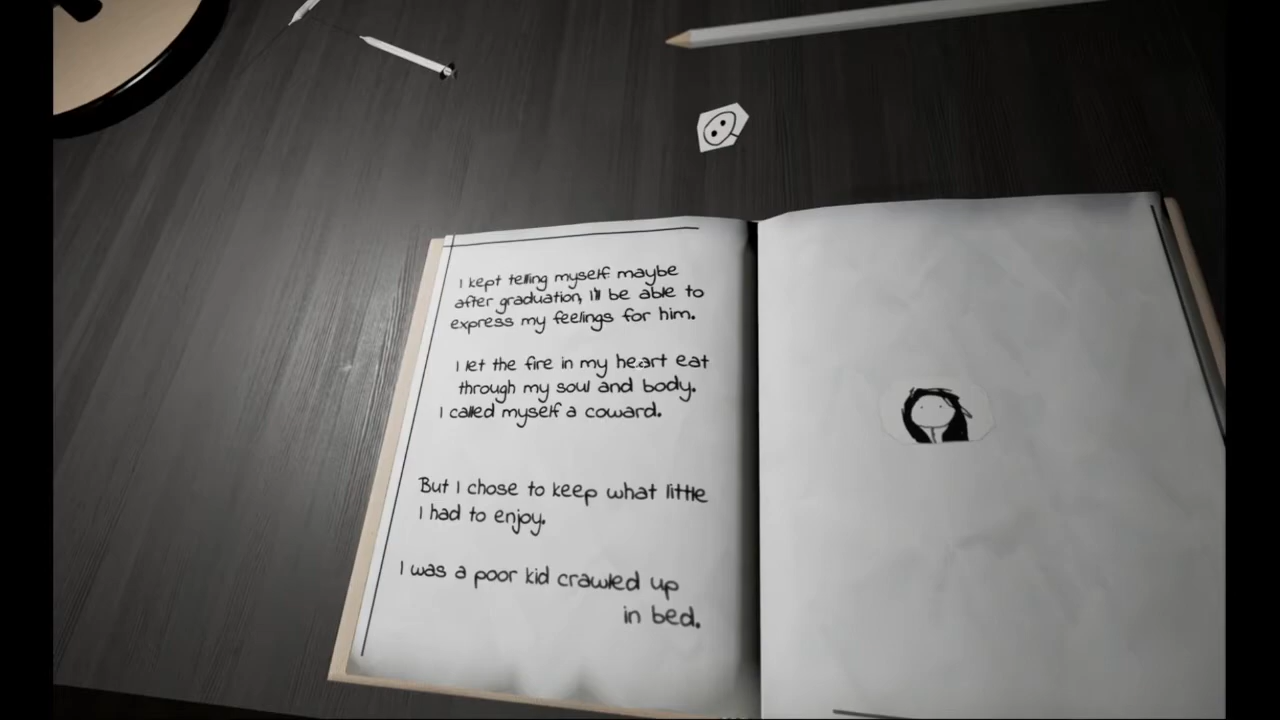 I kept telling myself maybe
after graduation, I'll be able to
express my feelings for him.
I let the fire in my heart eat
through my soul and body.
I called myself a coward.
But I chose to keep what little
I had to enjoy.
I was a poor kid crawled up
in bed.